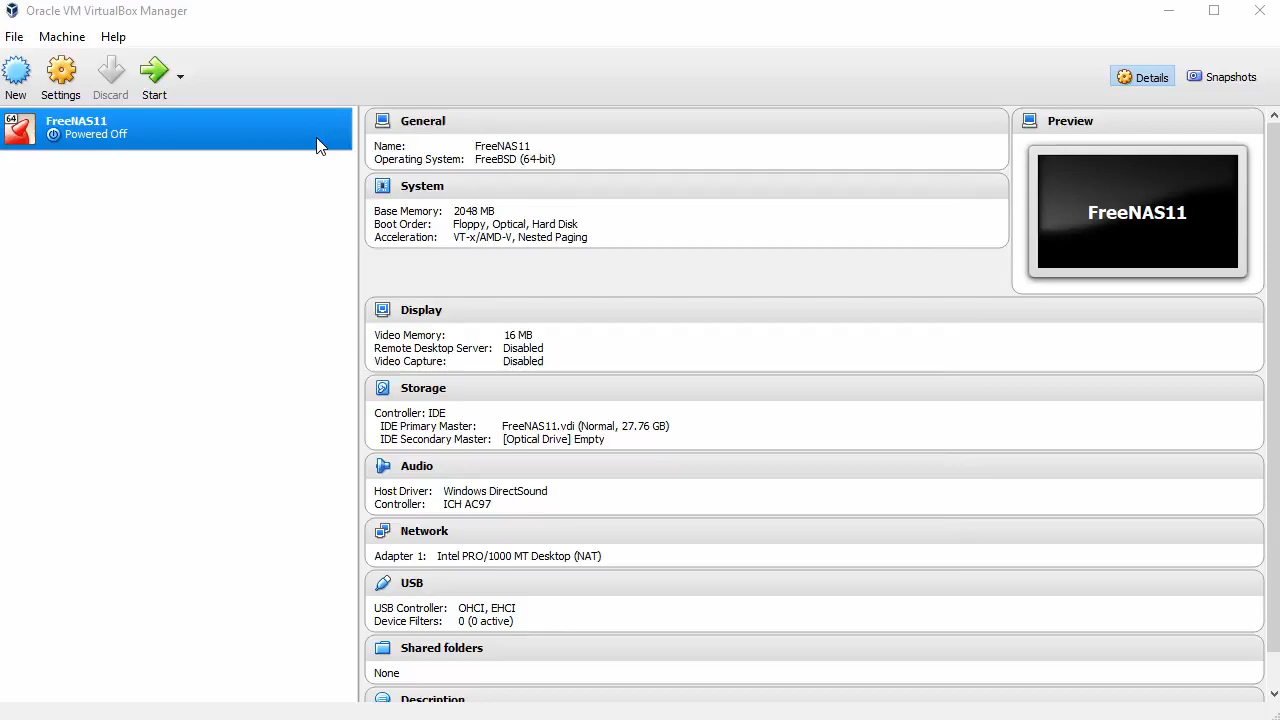 Oracle VM VirtualBox Manager
File Machine Help
New Settings Discard Start Details Snapshots
64
FreeNAS11
Powered Off
General
Name: FreeNAS11
Operating System: FreeBSD (64-bit)
System
Base Memory: 2048 MB
Boot Order: Floppy, Optical, Hard Disk
Acceleration: VT-x/AMD-V, Nested Paging
Preview
FreeNAS11
Display
Video Memory: 16 MB
Remote Desktop Server: Disabled
Video Capture: Disabled
Storage
Controller: IDE
IDE Primary Master: FreeNAS11.vdi (Normal, 27.76 GB)
IDE Secondary Master: [Optical Drive] Empty
Audio
Host Driver: Windows DirectSound
Controller: ICH AC97
Network
Adapter 1: Intel PRO/1000 MT Desktop (NAT)
USB
USB Controller: OHCI, EHCI
Device Filters: 0 (0 active)
Shared folders
None
Description